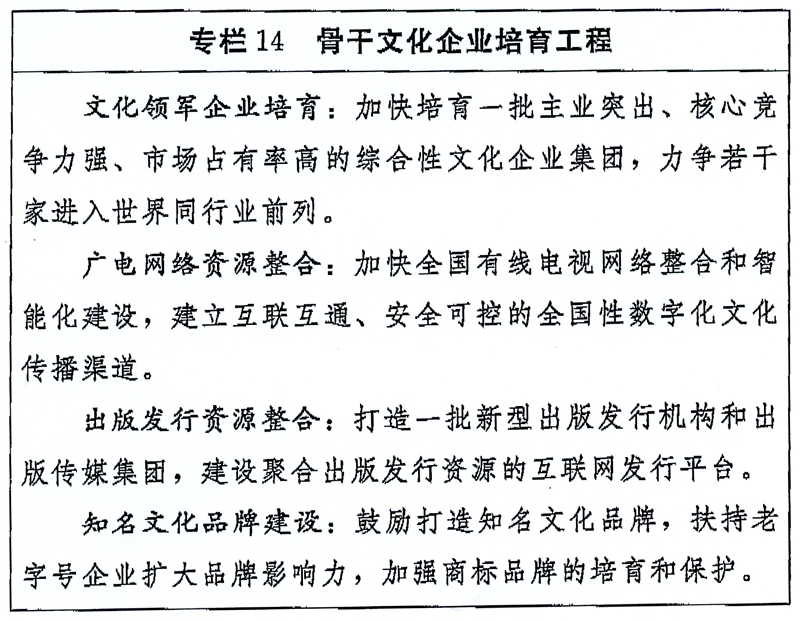 专栏14　骨干文化企业培育工程
文化领军企业培育：加快培育一批主业突出、核心竞
争力强、市场占有率高的综合性文化企业集团，力争若干
家进入世界同行业前列。
广电网络资源整合：加快全国有线电视网络整合和智
能化建设，建立互联互通、安全可控的全国性数字化文化
传播渠道。
出版发行资源整合：打造一批新型出版发行机构和出
版传媒集团，建设聚合出版发行资源的互联网发行平台。
知名文化品牌建设：鼓励打造知名文化品牌，扶持老
字号企业扩大品牌影响力，加强商标品牌的培育和保护。